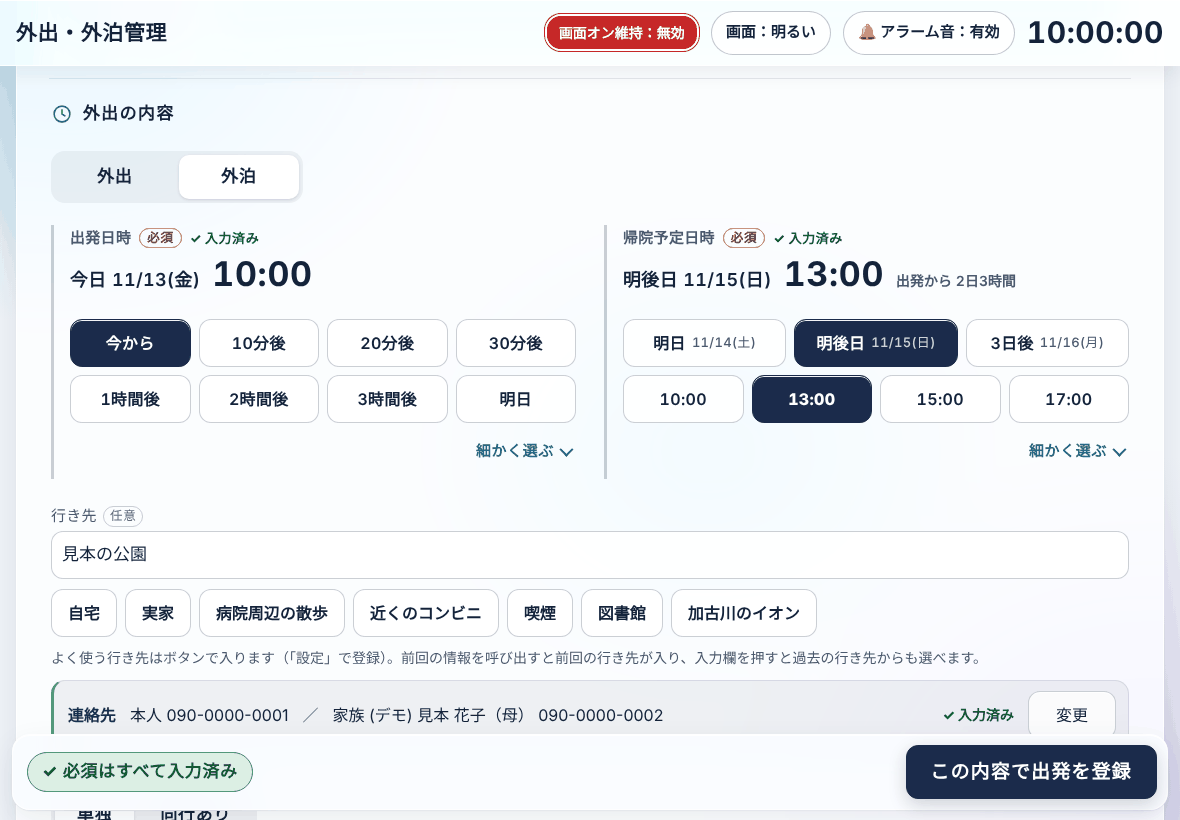 外出・外泊管理
画面オン維持：無効
画面：明るい
🔔 アラーム音：有効
10:00:00
外出の内容
外出 外泊
出発日時 必須 ✓ 入力済み
今日 11/13(金) 10:00
今から 10分後 20分後 30分後
1時間後 2時間後 3時間後 明日
細かく選ぶ
帰院予定日時 必須 ✓ 入力済み
明後日 11/15(日) 13:00 出発から 2日3時間
明日 11/14(土) 明後日 11/15(日) 3日後 11/16(月)
10:00 13:00 15:00 17:00
細かく選ぶ
行き先 任意
見本の公園
自宅 実家 病院周辺の散歩 近くのコンビニ 喫煙 図書館 加古川のイオン
よく使う行き先はボタンで入ります（「設定」で登録）。前回の情報を呼び出すと前回の行き先が入り、入力欄を押すと過去の行き先からも選べます。
連絡先 本人 090-0000-0001 ／ 家族 (デモ) 見本 花子（母） 090-0000-0002 ✓ 入力済み 変更
✓ 必須はすべて入力済み
この内容で出発を登録
単独 同行あり